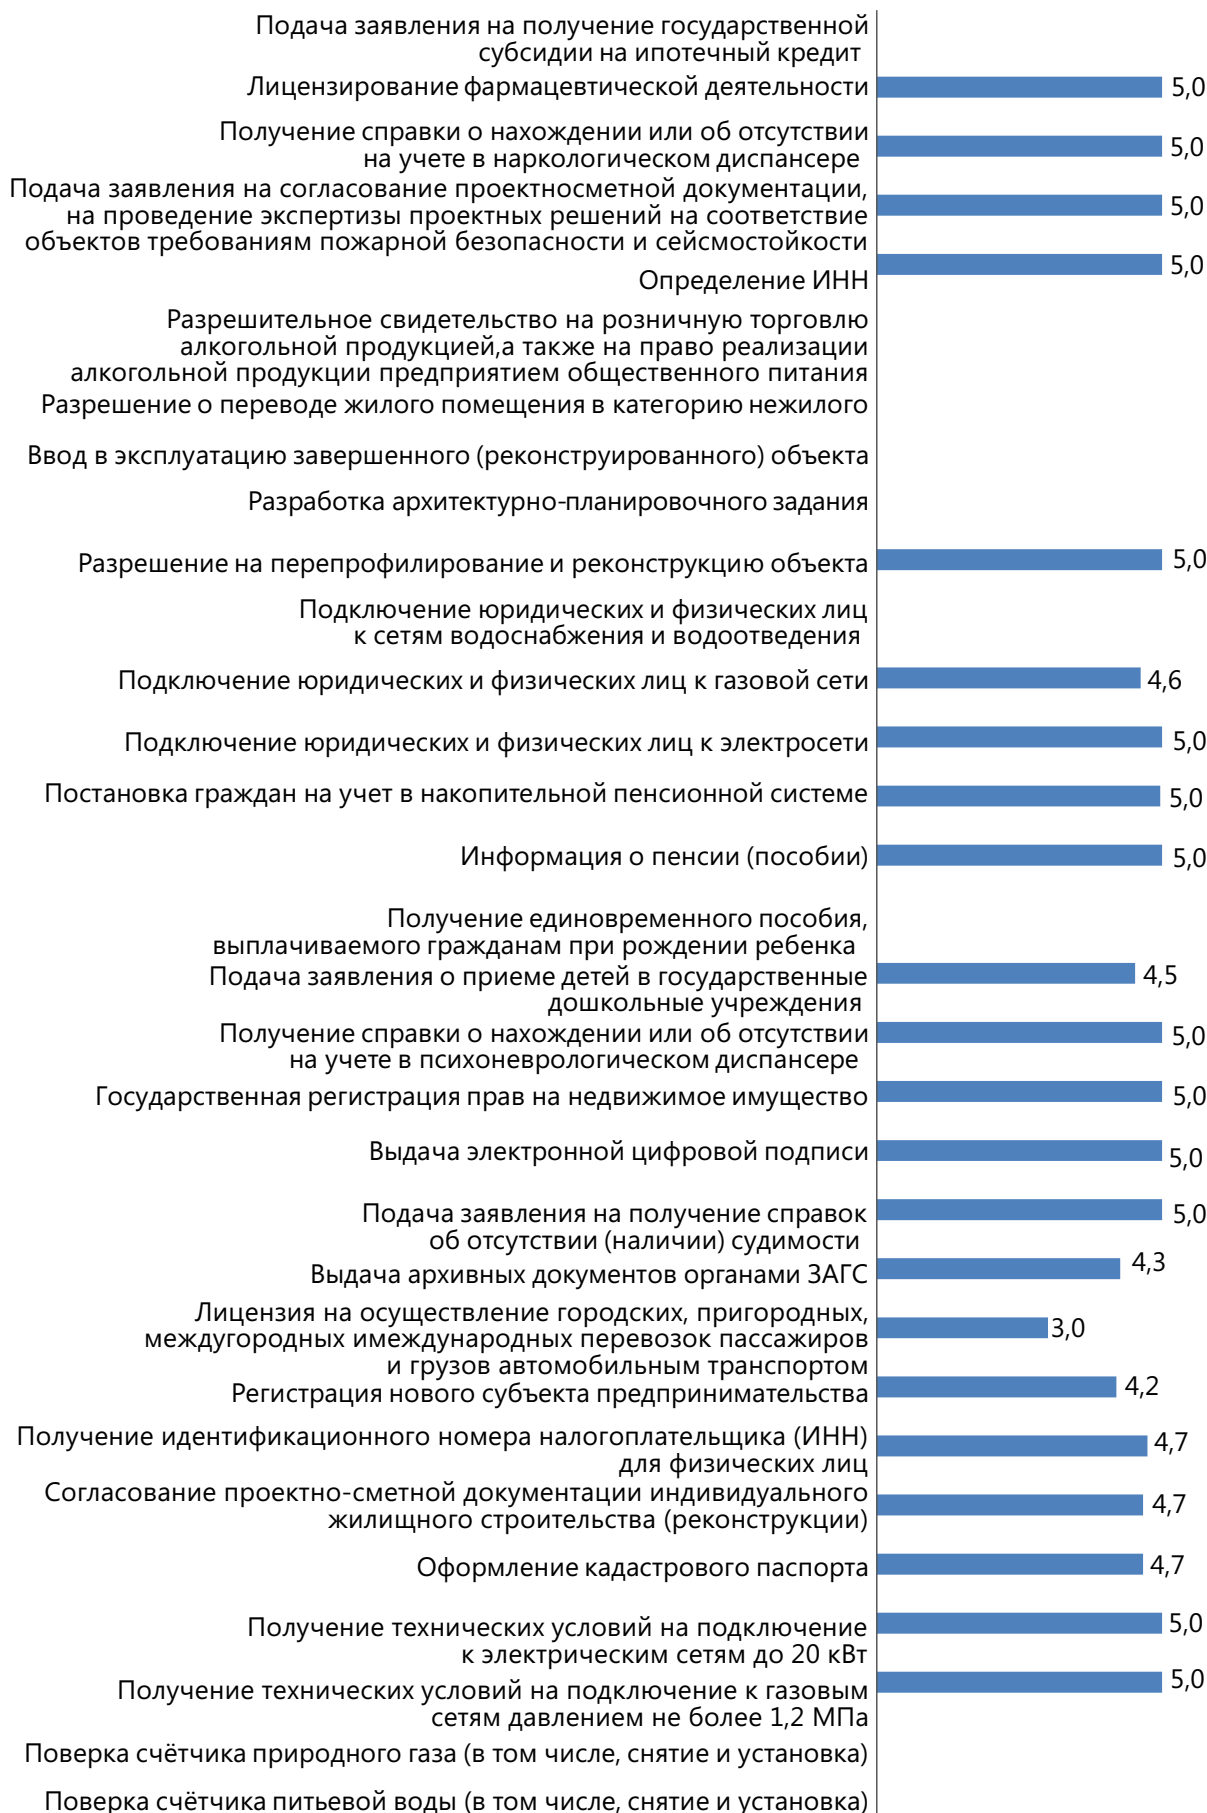 Подача заявления на получение государственной
субсидии на ипотечный кредит
Лицензирование фармацевтической деятельности 5,0
Получение справки о нахождении или об отсутствии
на учете в наркологическом диспансере 5,0
Подача заявления на согласование проектносметной документации,
на проведение экспертизы проектных решений на соответствие 5,0
объектов требованиям пожарной безопасности и сейсмостойкости
5,0
Определение ИНН
Разрешительное свидетельство на розничную торговлю
алкогольной продукцией,а также на право реализации
алкогольной продукции предприятием общественного питания
Разрешение о переводе жилого помещения в категорию нежилого
Ввод в эксплуатацию завершенного (реконструированного) объекта
Разработка архитектурно-планировочного задания
Разрешение на перепрофилирование и реконструкцию объекта 5,0
Подключение юридических и физических лиц
к сетям водоснабжения и водоотведения
Подключение юридических и физических лиц к газовой сети 4,6
Подключение юридических и физических лиц к электросети 5,0
Постановка граждан на учет в накопительной пенсионной системе 5,0
Информация о пенсии (пособии) 5,0
Получение единовременного пособия,
выплачиваемого гражданам при рождении ребенка
Подача заявления о приеме детей в государственные 4,5
дошкольные учреждения
Получение справки о нахождении или об отсутствии 5,0
на учете в психоневрологическом диспансере
Государственная регистрация прав на недвижимое имущество 5,0
Выдача электронной цифровой подписи 5,0
Подача заявления на получение справок 5,0
об отсутствии (наличии) судимости
Выдача архивных документов органами ЗАГС 4,3
Лицензия на осуществление городских, пригородных,
междугородных имеждународных перевозок пассажиров 3,0
и грузов автомобильным транспортом
Регистрация нового субъекта предпринимательства 4,2
Получение идентификационного номера налогоплательщика (ИНН) 4,7
для физических лиц
Согласование проектно-сметной документации индивидуального 4,7
жилищного строительства (реконструкции)
Оформление кадастрового паспорта 4,7
Получение технических условий на подключение 5,0
к электрическим сетям до 20 кВт
Получение технических условий на подключение к газовым 5,0
сетям давлением не более 1,2 МПа
Поверка счётчика природного газа (в том числе, снятие и установка)
Поверка счётчика питьевой воды (в том числе, снятие и установка)